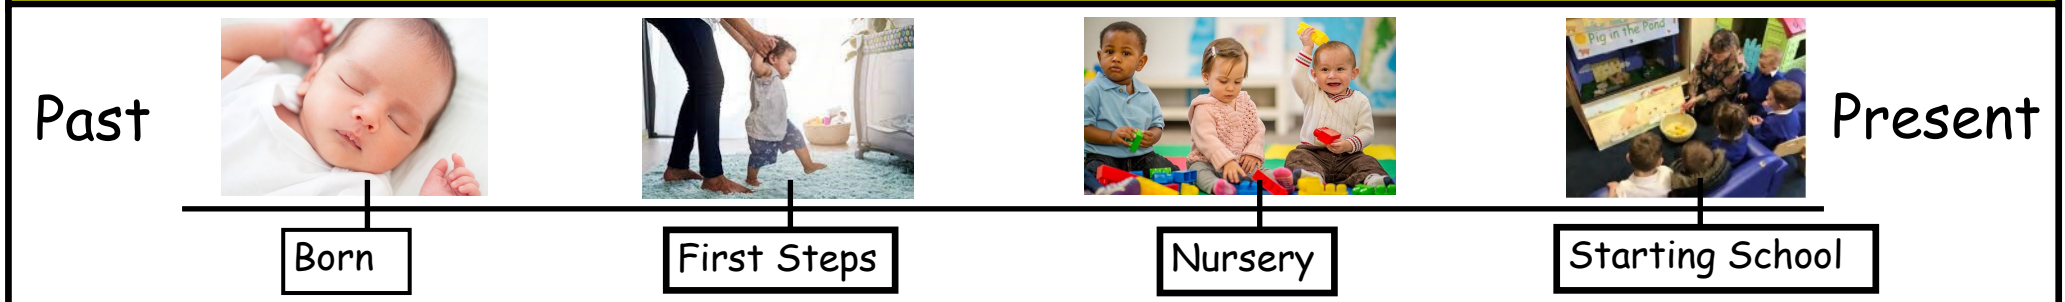 Pig in the Pond
Past
Present
Born
First Steps
Nursery
Starting School